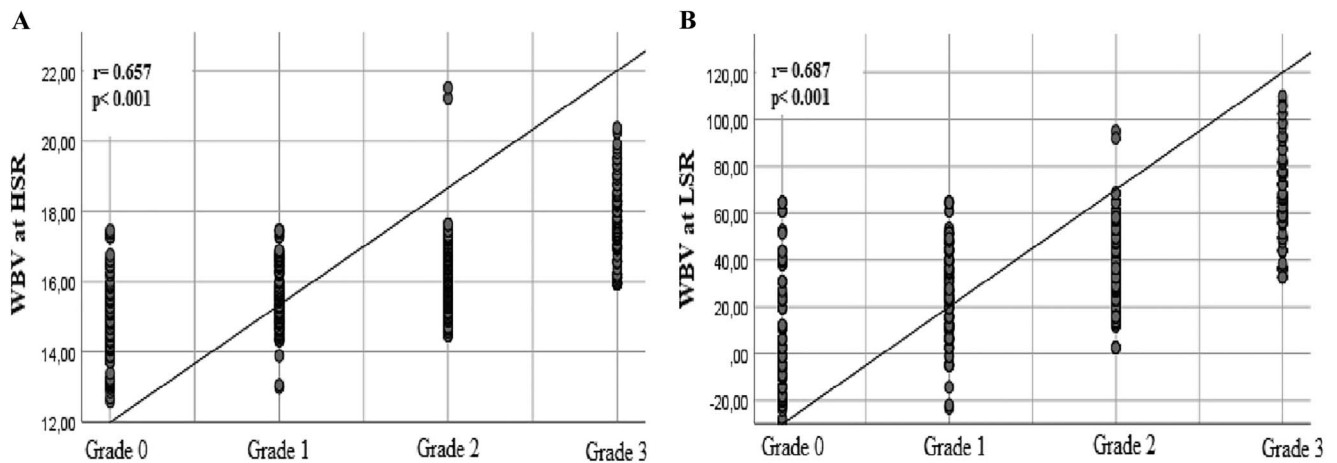 A
r= 0.657
p< 0.001
WBV at HSR
22,00
20,00
18,00
16,00
14,00
12,00
Grade 0
Grade 1
Grade 2
Grade 3
B
r= 0.687
p< 0.001
WBV at LSR
120,00
100,00
80,00
60,00
40,00
20,00
,00
-20,00
Grade 0
Grade 1
Grade 2
Grade 3